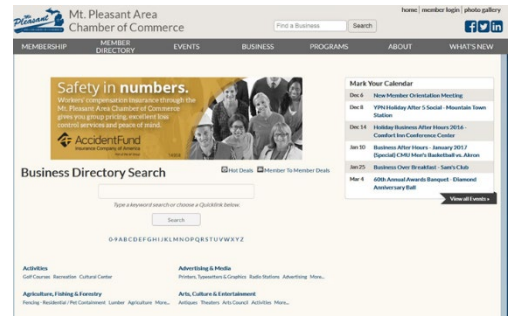 home | member login | photo gallery
Mt. Pleasant
Mt. Pleasant Area
Chamber of Commerce
Find a Business
Search
MEMBERSHIP
MEMBER
DIRECTORY
EVENTS
BUSINESS
PROGRAMS
ABOUT
WHAT'S NEW
Safety in numbers.
Workers' compensation insurance through the
Mt. Pleasant Area Chamber of Commerce
gives you group pricing, excellent loss
control services and peace of mind.
AccidentFund
Insurance Company of America
Mark Your Calendar
Dec 6 New Member Orientation Meeting
Dec 8 YPN Holiday After 5 Social - Mountain Town
Station
Dec 14 Holiday Business After Hours 2016 -
Comfort Inn Conference Center
Jan 10 Business After Hours - January 2017
(Special) CMU Men's Basketball vs. Akron
Jan 25 Business Over Breakfast - Sam's Club
Mar 4 60th Annual Awards Banquet - Diamond
Anniversary Ball
View all Events »
Business Directory Search
Hot Deals Member To Member Deals
Type a keyword search or choose a Quicklink below.
Search
0-9 A B C D E F G H I J K L M N O P Q R S T U V W X Y Z
Activities
Golf Courses Recreation Cultural Center
Advertising & Media
Printers, Typesetters & Graphics Radio Stations Advertising More...
Agriculture, Fishing & Forestry
Fencing - Residential / Pet Containment Lumber Agriculture More...
Arts, Culture & Entertainment
Antiques Theaters Arts Council Activities More...